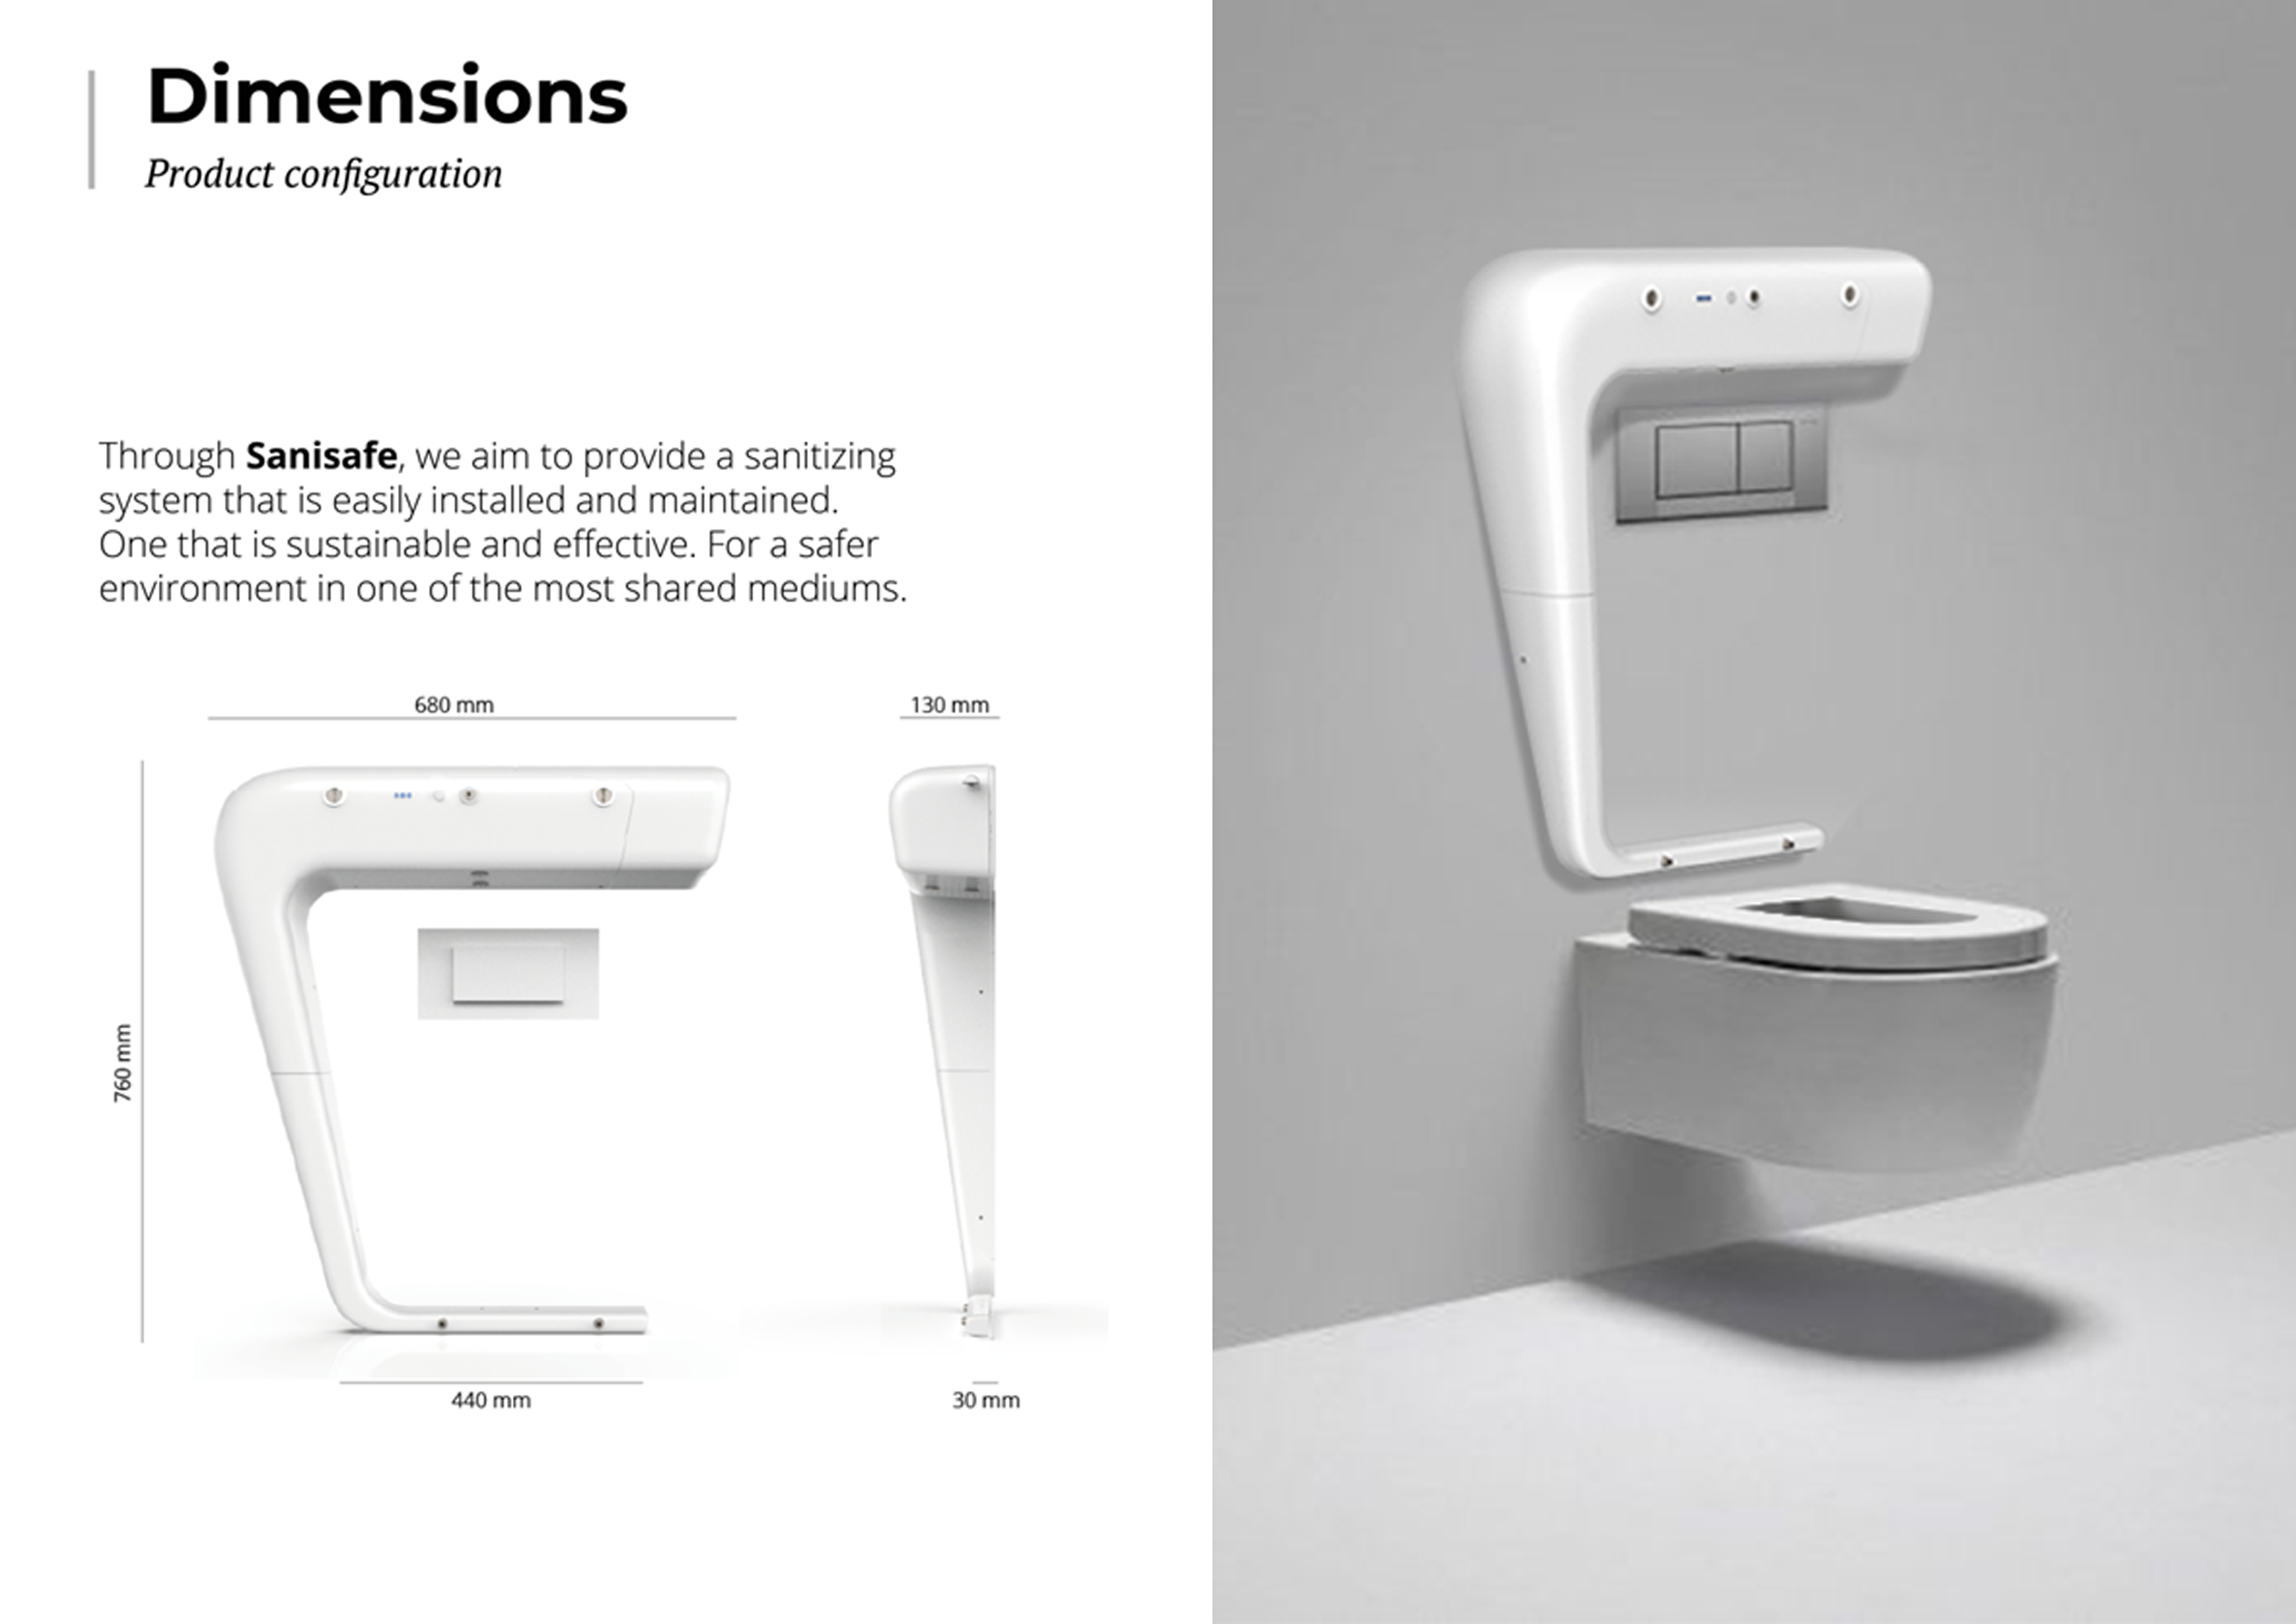 Dimensions
Product configuration
Through Sanisafe, we aim to provide a sanitizing
system that is easily installed and maintained.
One that is sustainable and effective. For a safer
environment in one of the most shared mediums.
680 mm
130 mm
760 mm
440 mm
30 mm